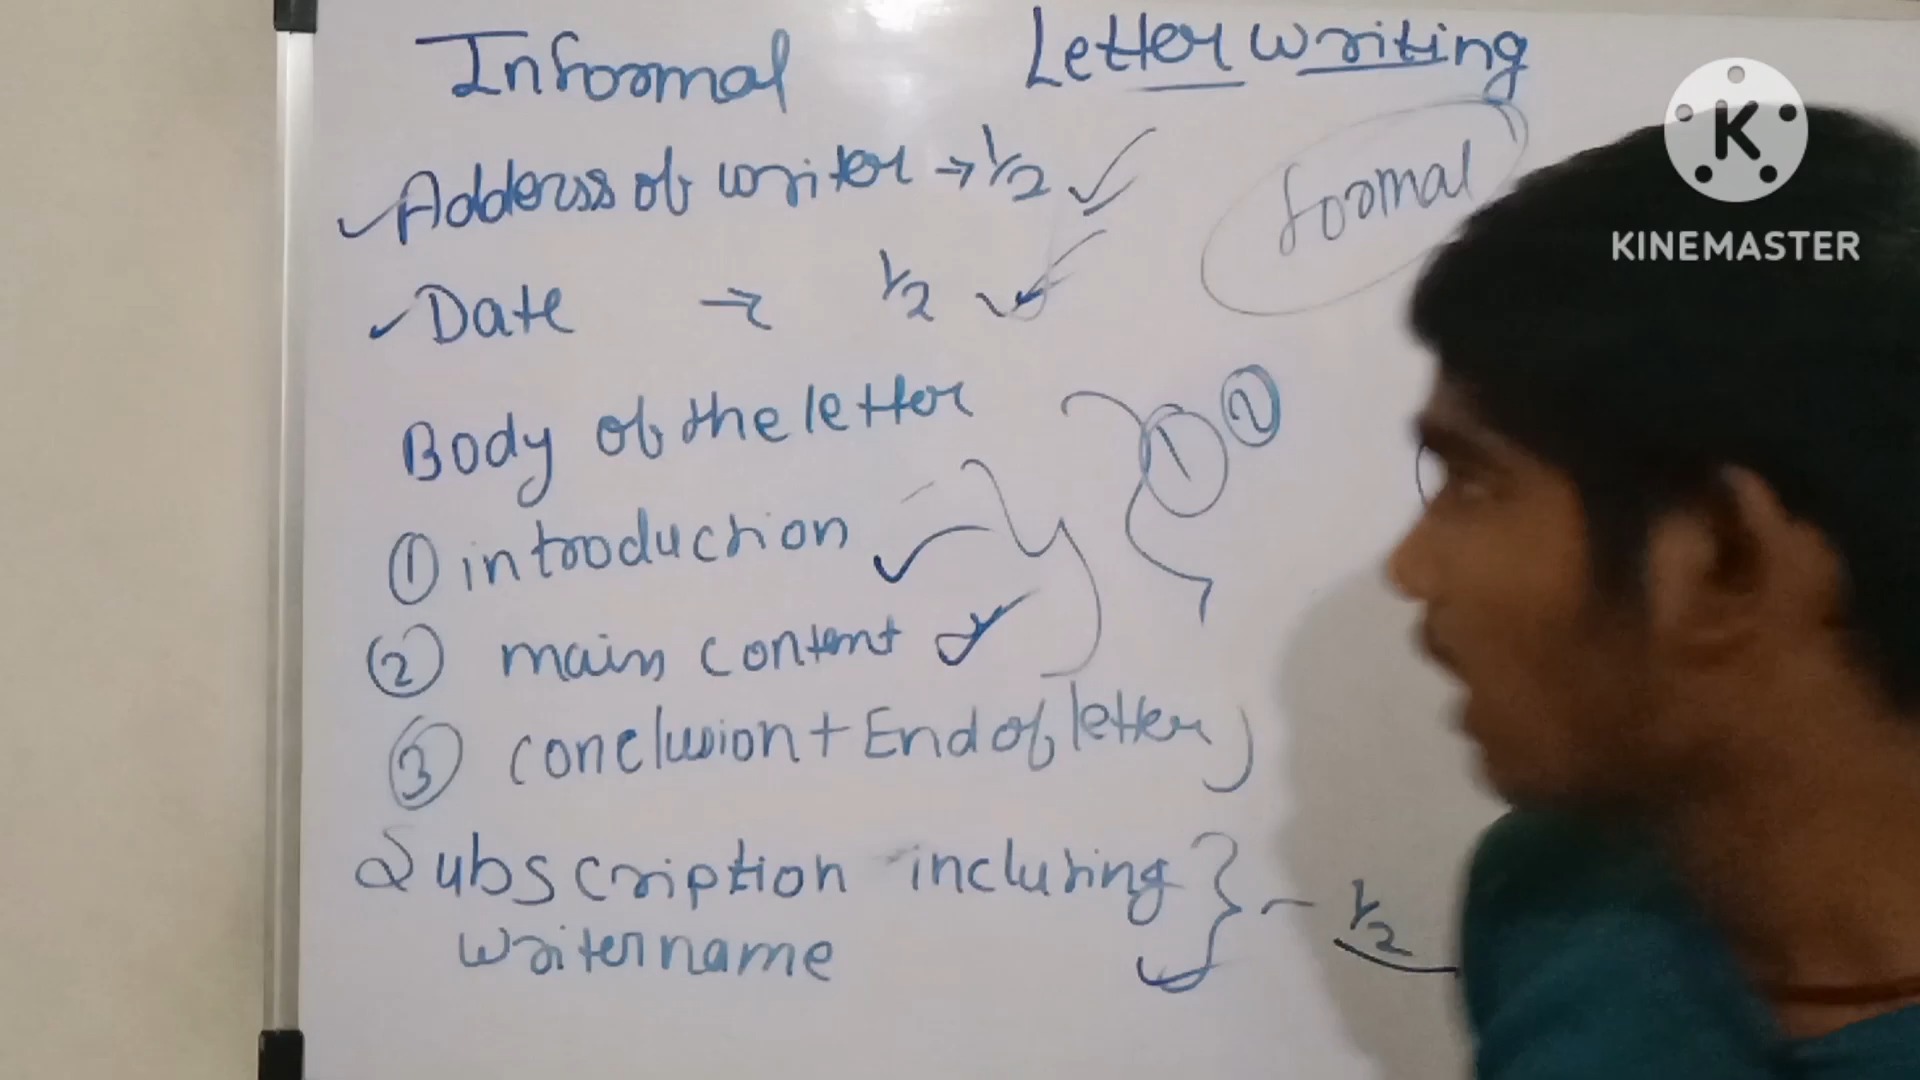 Informal Letter writing
Address of writer → 1/2
formal
Date → 1/2
Body of the letter
① ②
① introduction
② main content
③ conclusion + End of letter
Subscription including - 1/2
writer name
K
KINEMASTER